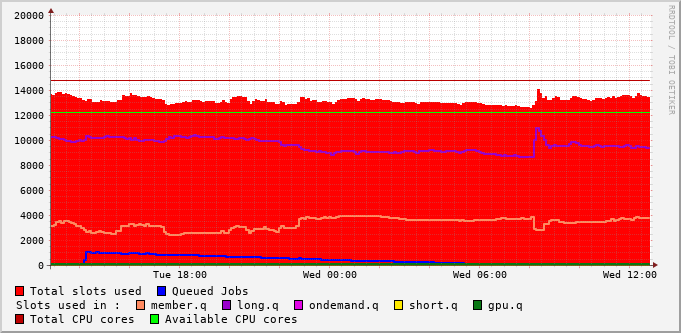 RRDTOOL / TOBI OETIKER
20000
18000
16000
14000
12000
10000
8000
6000
4000
2000
0
Tue 18:00 Wed 00:00 Wed 06:00 Wed 12:00
Total slots used Queued Jobs
Slots used in : member.q long.q ondemand.q short.q gpu.q
Total CPU cores Available CPU cores